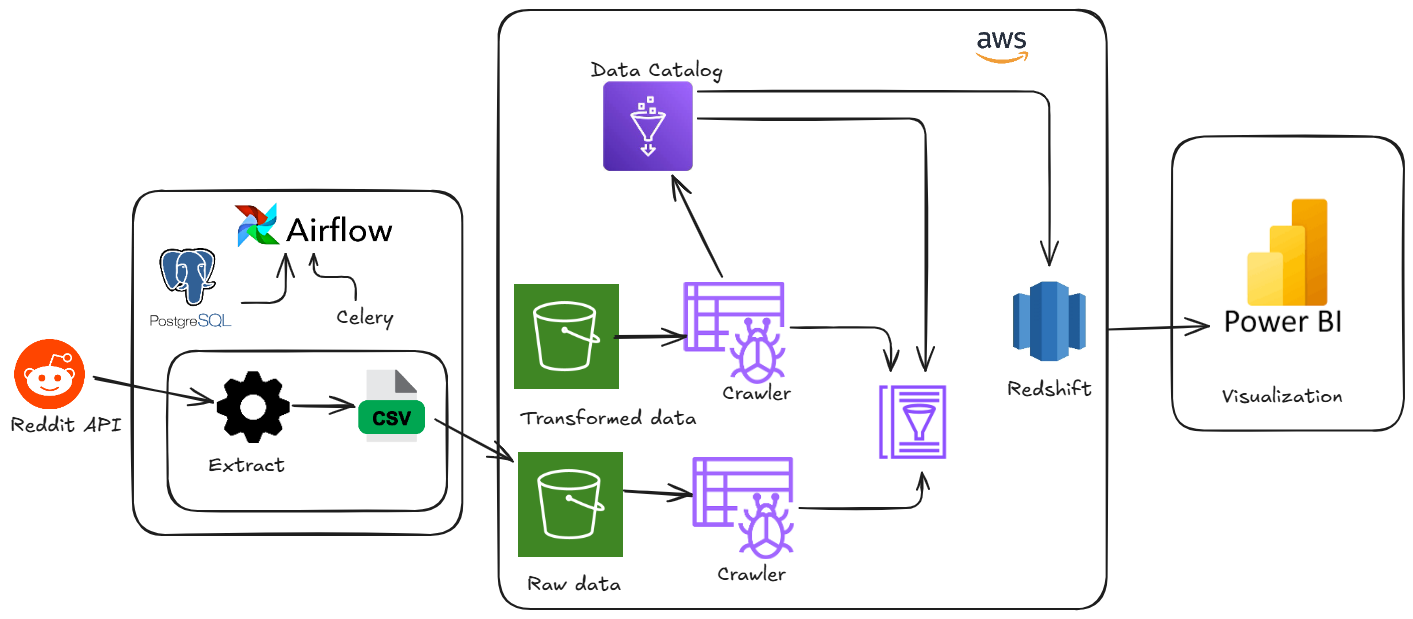 aws
Data Catalog
Airflow
PostgreSQL
Celery
Reddit API
CSV
Extract
Transformed data
Crawler
Raw data
Crawler
Redshift
Power BI
Visualization